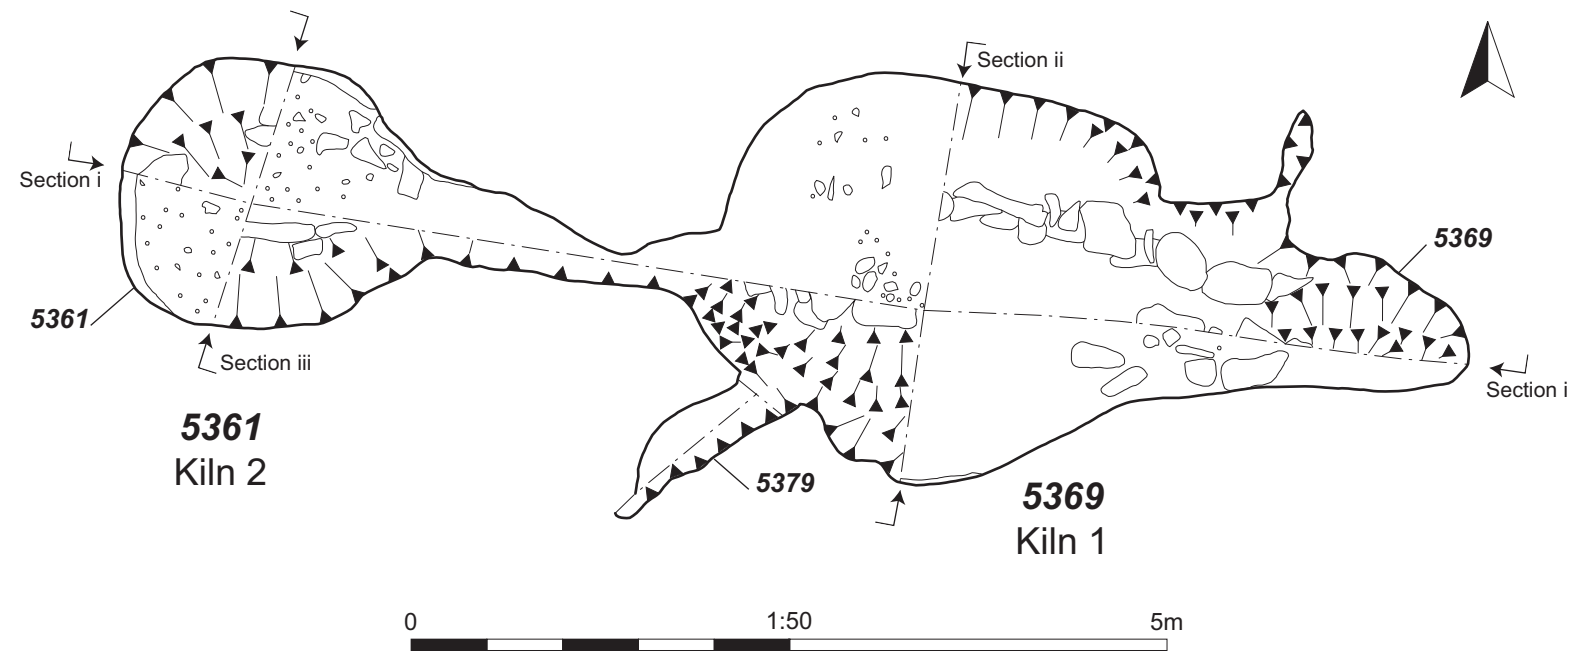 Section ii
Section i
5369
5361
Section iii
Section i
5361
Kiln 2
5379
5369
Kiln 1
0 1:50 5m